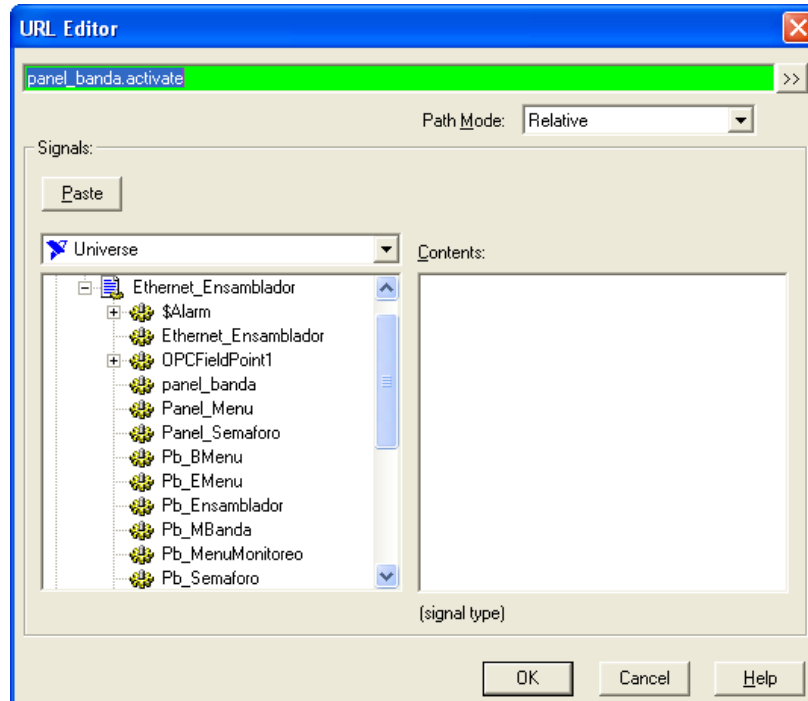 URL Editor
panel_banda.activate
>>
Path Mode: Relative
Signals:
Paste
Universe
Contents:
Ethernet_Ensamblador
$Alarm
Ethernet_Ensamblador
OPCFieldPoint1
panel_banda
Panel_Menu
Panel_Semaforo
Pb_BMenu
Pb_EMenu
Pb_Ensamblador
Pb_MBanda
Pb_MenuMonitoreo
Pb_Semaforo
(signal type)
OK Cancel Help